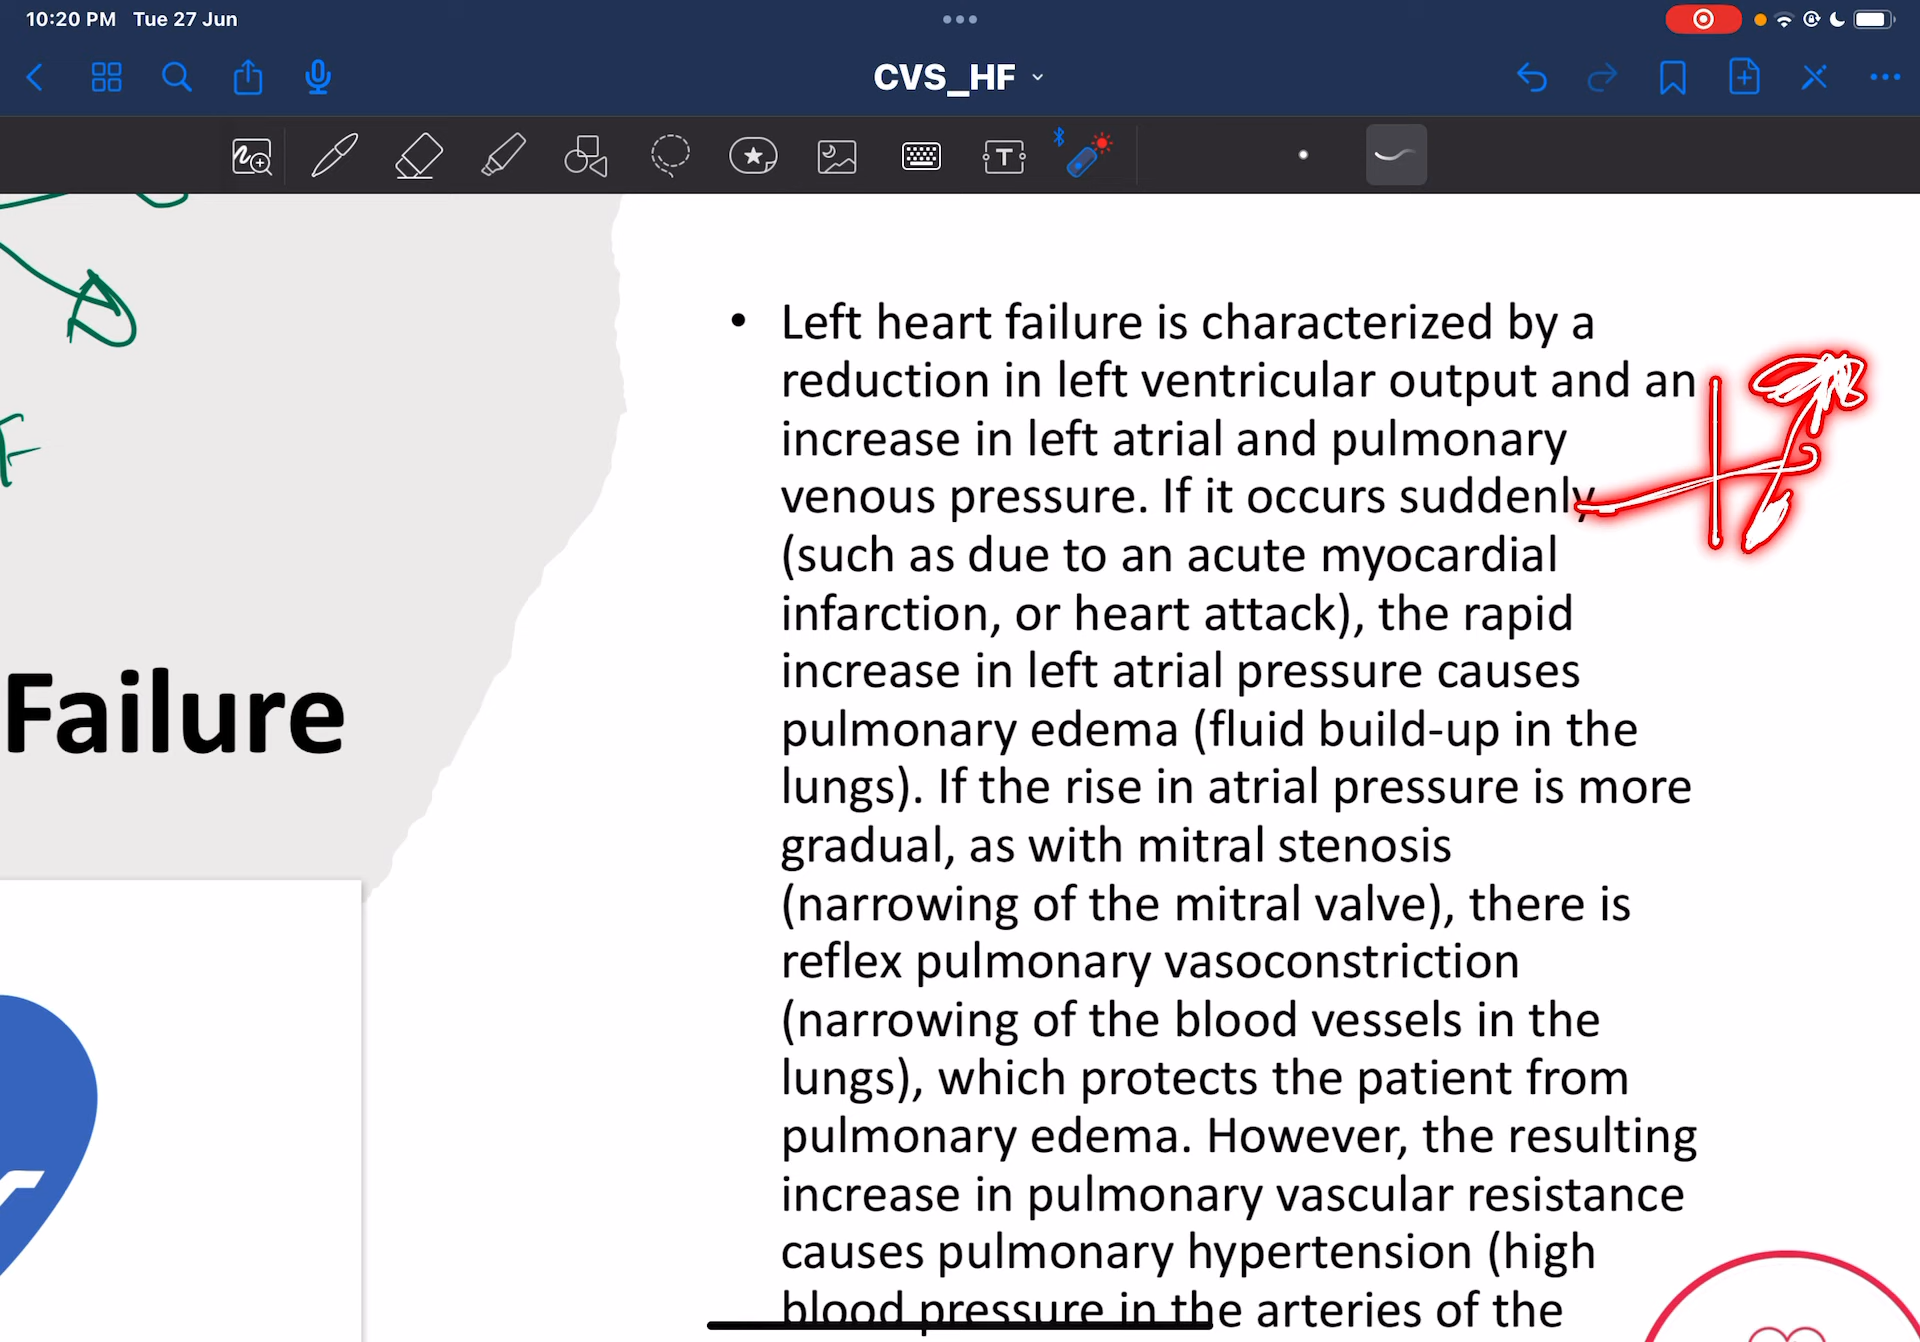 10:20 PM Tue 27 Jun
CVS_HF
T
Failure
• Left heart failure is characterized by a
reduction in left ventricular output and an
increase in left atrial and pulmonary
venous pressure. If it occurs suddenly
(such as due to an acute myocardial
infarction, or heart attack), the rapid
increase in left atrial pressure causes
pulmonary edema (fluid build-up in the
lungs). If the rise in atrial pressure is more
gradual, as with mitral stenosis
(narrowing of the mitral valve), there is
reflex pulmonary vasoconstriction
(narrowing of the blood vessels in the
lungs), which protects the patient from
pulmonary edema. However, the resulting
increase in pulmonary vascular resistance
causes pulmonary hypertension (high
blood pressure in the arteries of the